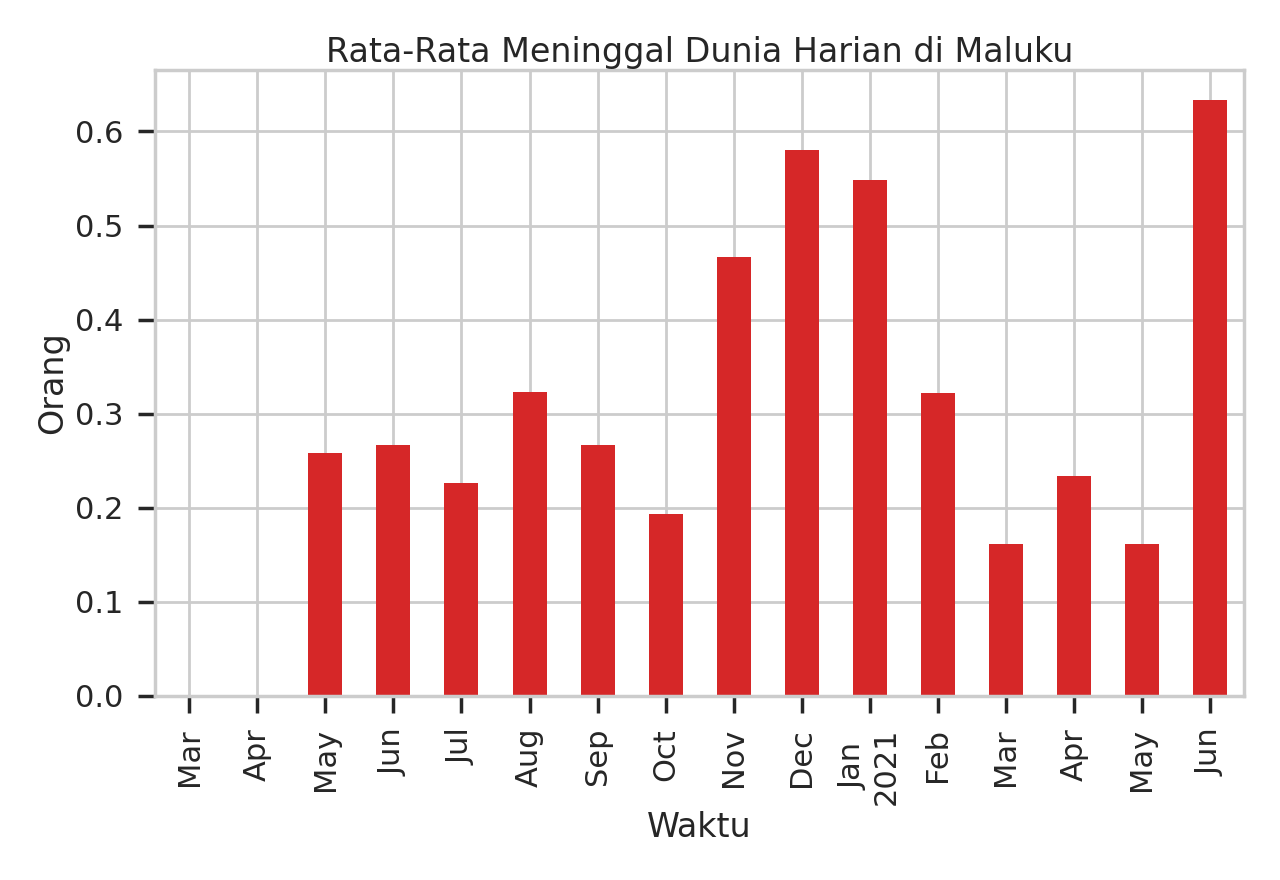 Rata-Rata Meninggal Dunia Harian di Maluku
Orang
0.6
0.5
0.4
0.3
0.2
0.1
0.0
Mar
Apr
May
Jun
Jul
Aug
Sep
Oct
Nov
Dec
Jan
2021
Feb
Mar
Apr
May
Jun
Waktu